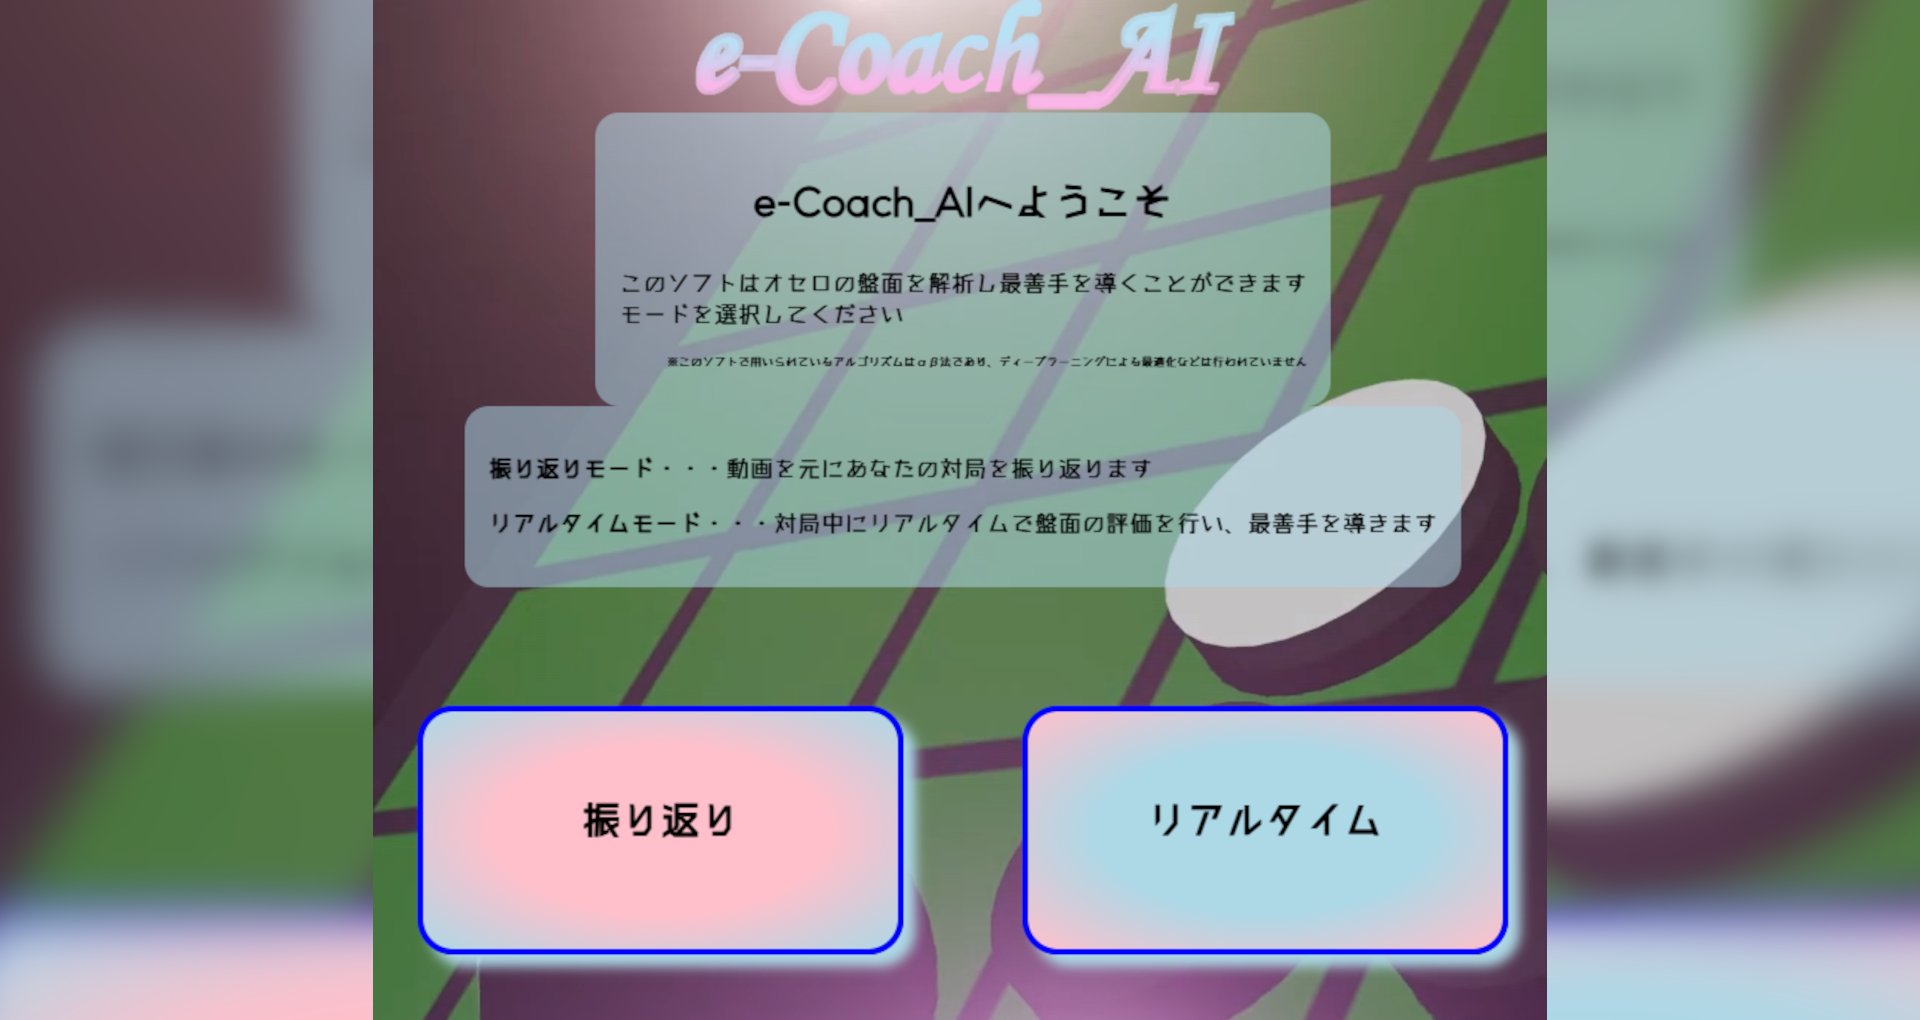 e-Coach_AI
e-Coach_AIへようこそ
このソフトはオセロの盤面を解析し最善手を導くことができます
モードを選択してください
※このソフトで用いられているアルゴリズムはαβ法であり、ディープラーニングによる最適化などは行われていません
振り返りモード・・・動画を元にあなたの対局を振り返ります
リアルタイムモード・・・対局中にリアルタイムで盤面の評価を行い、最善手を導きます
振り返り
リアルタイム